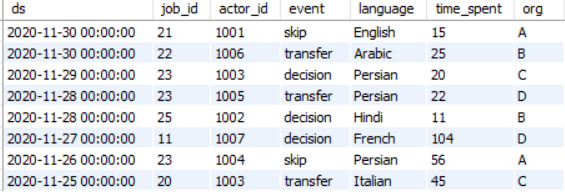 ds job_id actor_id event language time_spent org
2020-11-30 00:00:00 21 1001 skip English 15 A
2020-11-30 00:00:00 22 1006 transfer Arabic 25 B
2020-11-29 00:00:00 23 1003 decision Persian 20 C
2020-11-28 00:00:00 23 1005 transfer Persian 22 D
2020-11-28 00:00:00 25 1002 decision Hindi 11 B
2020-11-27 00:00:00 11 1007 decision French 104 D
2020-11-26 00:00:00 23 1004 skip Persian 56 A
2020-11-25 00:00:00 20 1003 transfer Italian 45 C